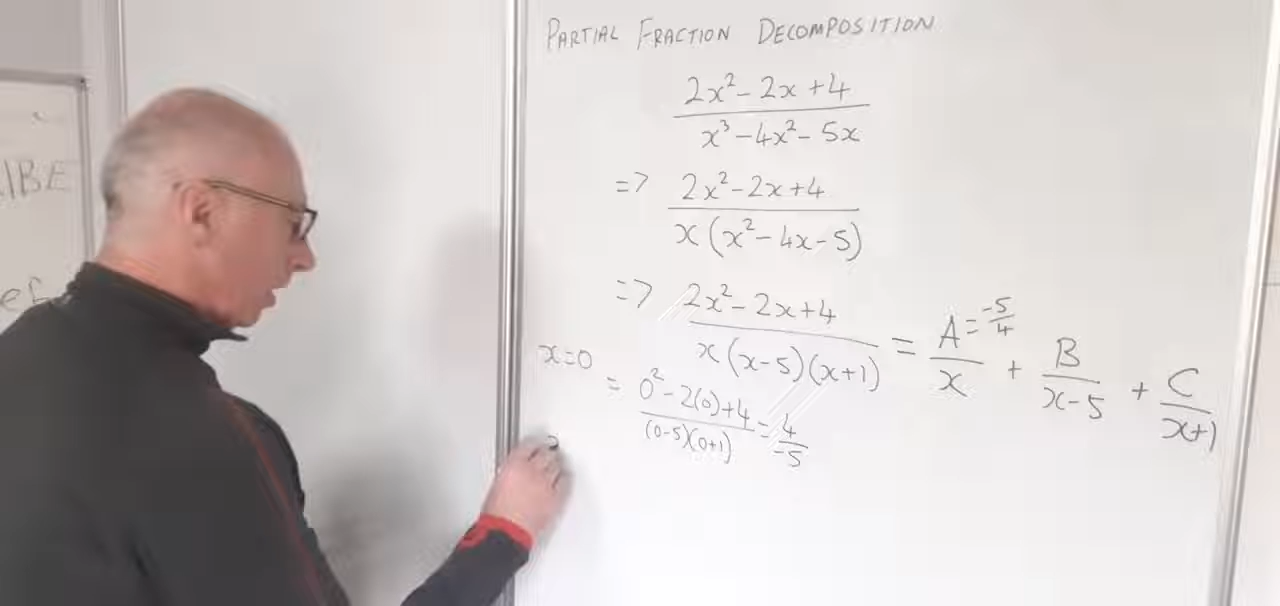 PARTIAL FRACTION DECOMPOSITION
2x² - 2x + 4
x³ - 4x² - 5x
=> 2x² - 2x + 4
x (x² - 4x - 5)
=> 2x² - 2x + 4
x (x-5)(x+1)
= A = -5/4 / x + B / x-5 + C / x+1
x=0
= 0² - 2(0) + 4 / (0-5)(0+1) = 4 / -5
IBE